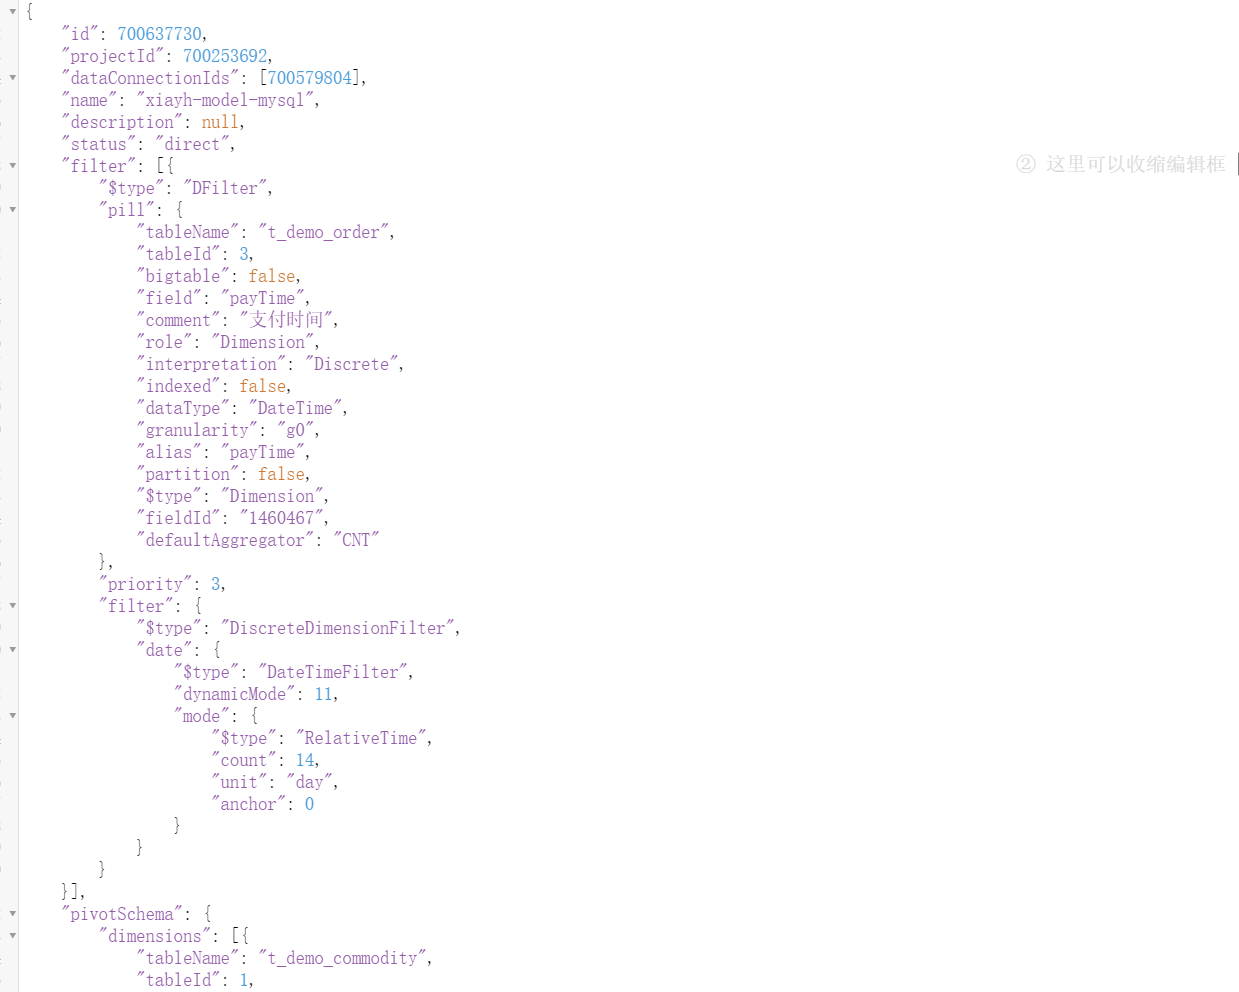 {
"id": 700637730,
"projectId": 700253692,
"dataConnectionIds": [700579804],
"name": "xiayh-model-mysql",
"description": null,
"status": "direct",
"filter": [{
② 这里可以收缩编辑框
"$type": "DFilter",
"pill": {
"tableName": "t_demo_order",
"tableId": 3,
"bigtable": false,
"field": "payTime",
"comment": "支付时间",
"role": "Dimension",
"interpretation": "Discrete",
"indexed": false,
"dataType": "DateTime",
"granularity": "g0",
"alias": "payTime",
"partition": false,
"$type": "Dimension",
"fieldId": "1460467",
"defaultAggregator": "CNT"
},
"priority": 3,
"filter": {
"$type": "DiscreteDimensionFilter",
"date": {
"$type": "DateTimeFilter",
"dynamicMode": 11,
"mode": {
"$type": "RelativeTime",
"count": 14,
"unit": "day",
"anchor": 0
}
}
}
}],
"pivotSchema": {
"dimensions": [{
"tableName": "t_demo_commodity",
"tableId": 1,